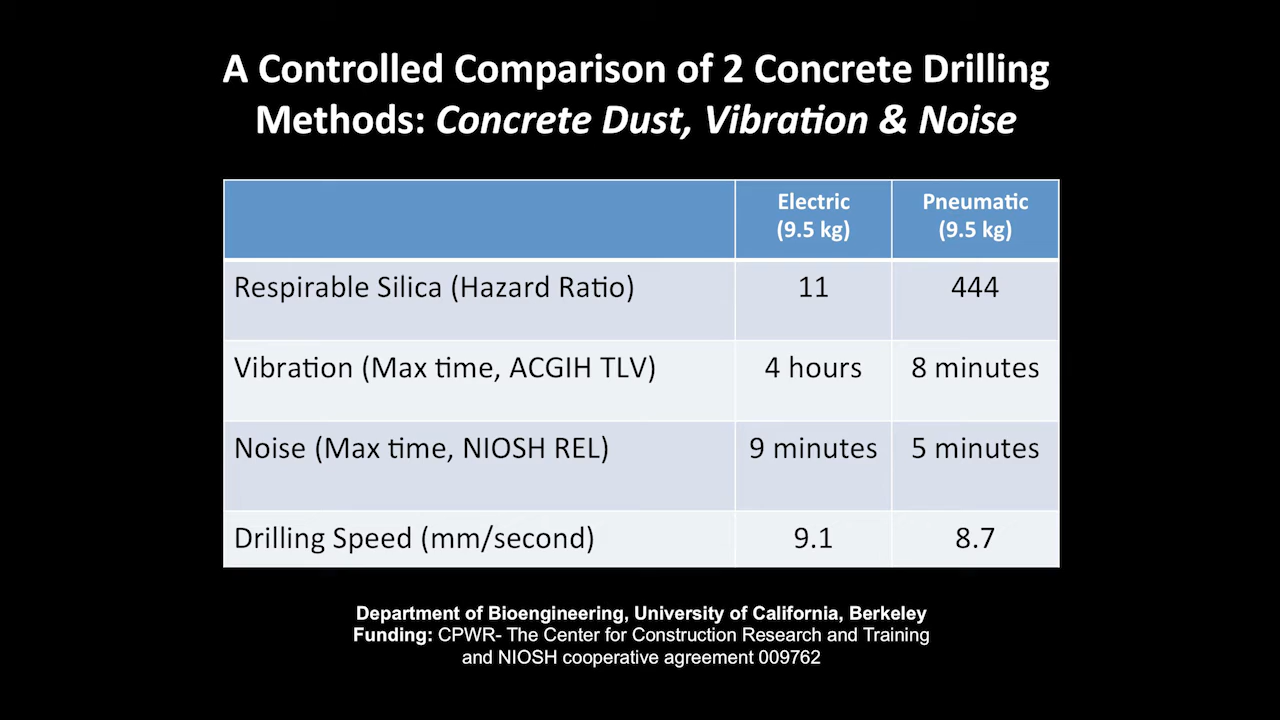 A Controlled Comparison of 2 Concrete Drilling
Methods: Concrete Dust, Vibration & Noise
Electric Pneumatic
(9.5 kg) (9.5 kg)
Respirable Silica (Hazard Ratio) 11 444
Vibration (Max time, ACGIH TLV) 4 hours 8 minutes
Noise (Max time, NIOSH REL) 9 minutes 5 minutes
Drilling Speed (mm/second) 9.1 8.7
Department of Bioengineering, University of California, Berkeley
Funding: CPWR- The Center for Construction Research and Training
and NIOSH cooperative agreement 009762